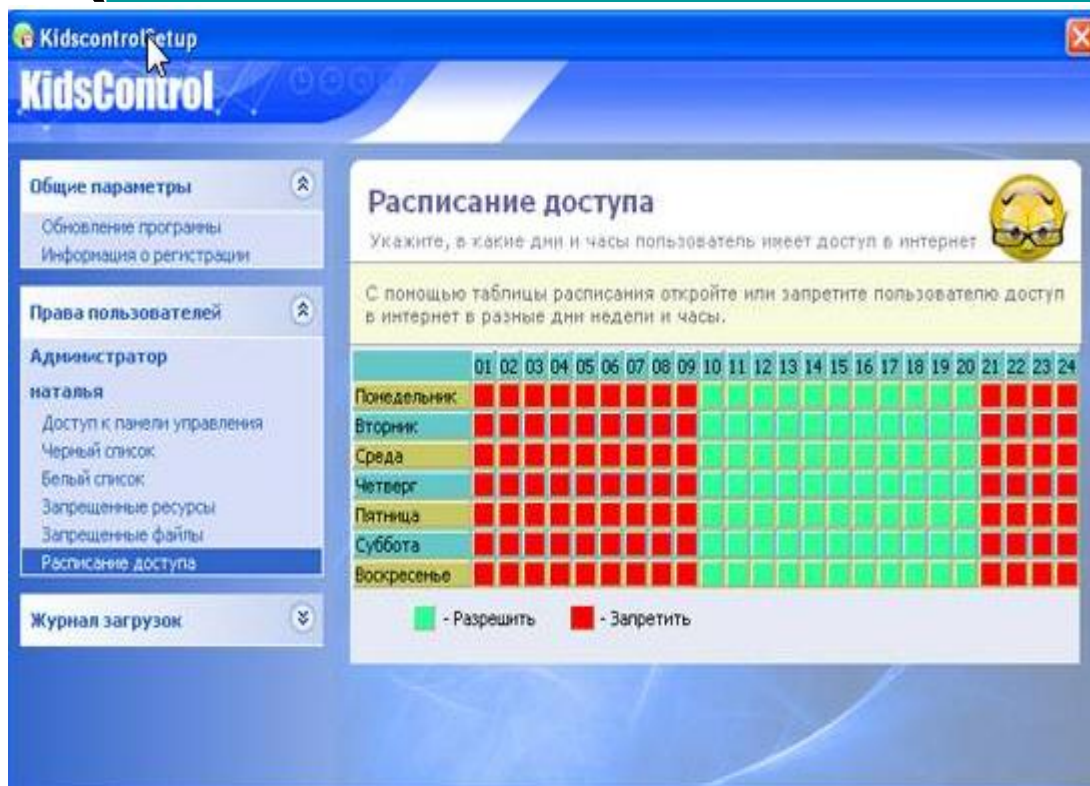 KidscontrolSetup
KidsControl
Общие параметры
Обновление программы
Информация о регистрации
Права пользователей
Администратор
наталья
Доступ к панели управления
Черный список
Белый список
Запрещенные ресурсы
Запрещенные файлы
Расписание доступа
Журнал загрузок
Расписание доступа
Укажите, в какие дни и часы пользователь имеет доступ в интернет
С помощью таблицы расписания откройте или запретите пользователю доступ
в интернет в разные дни недели и часы.
01 02 03 04 05 06 07 08 09 10 11 12 13 14 15 16 17 18 19 20 21 22 23 24
Понедельник
Вторник
Среда
Четверг
Пятница
Суббота
Воскресенье
- Разрешить - Запретить